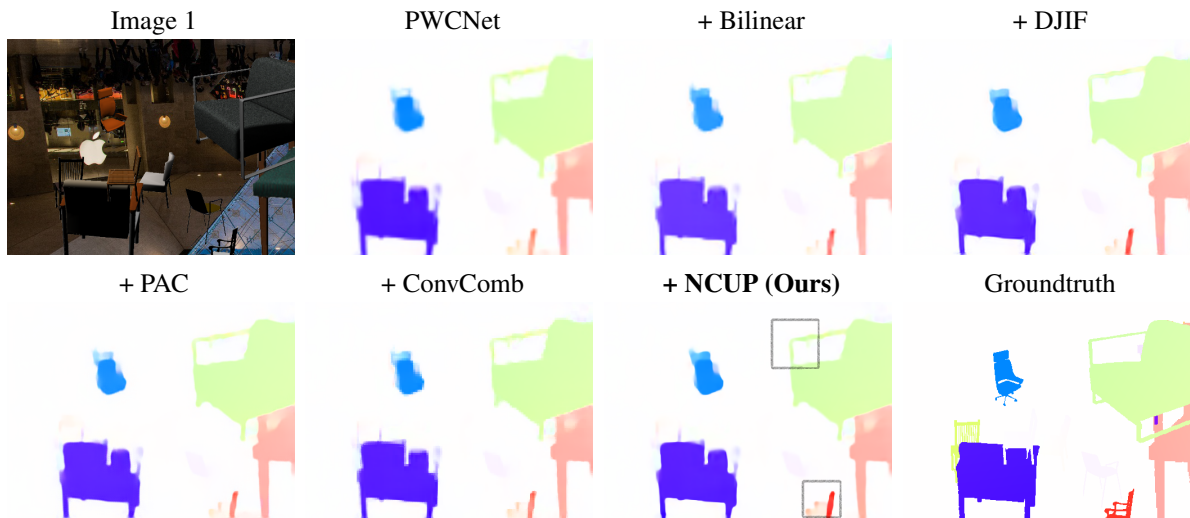 Image 1
PWCNet
+ Bilinear
+ DJIF
+ PAC
+ ConvComb
+ NCUP (Ours)
Groundtruth